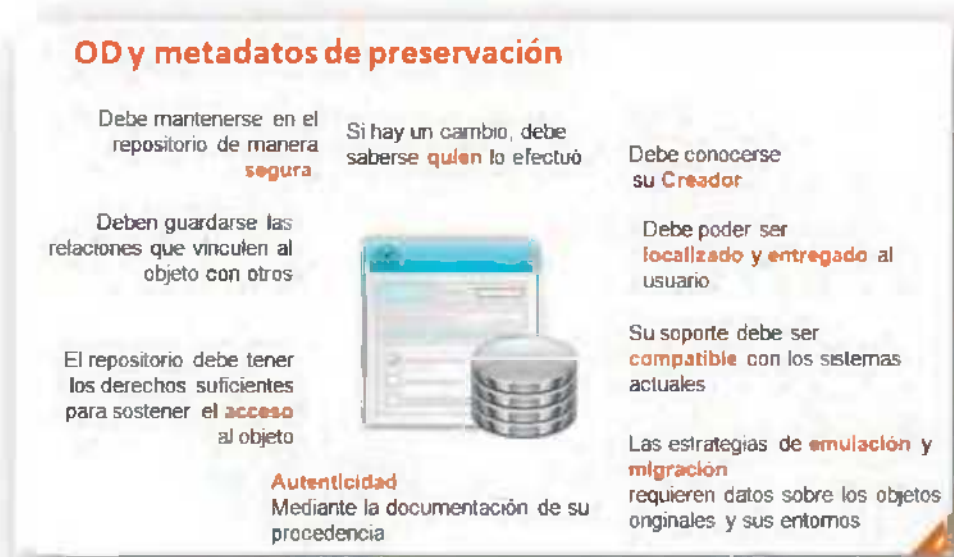 OD y metadatos de preservación
Debe mantenerse en el
repositorio de manera
segura
Si hay un cambio, debe
saberse quien lo efectuó
Debe conocerse
su Creador
Deben guardarse las
relaciones que vinculen al
objeto con otros
Debe poder ser
localizado y entregado al
usuario
El repositorio debe tener
los derechos suficientes
para sostener el acceso
al objeto
Su soporte debe ser
compatible con los sistemas
actuales
Autenticidad
Mediante la documentación de su
procedencia
Las estrategias de emulación y
migración
requieren datos sobre los objetos
originales y sus entornos